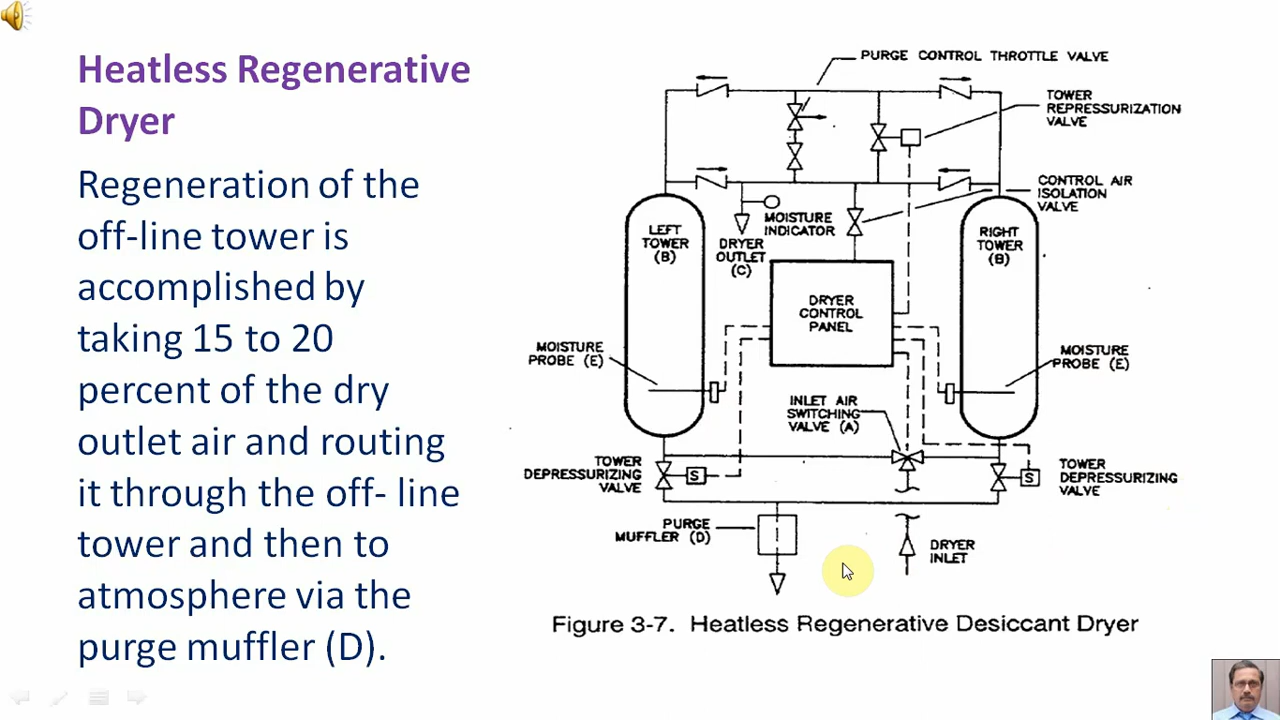 Heatless Regenerative
Dryer
Regeneration of the
off-line tower is
accomplished by
taking 15 to 20
percent of the dry
outlet air and routing
it through the off- line
tower and then to
atmosphere via the
purge muffler (D).
PURGE CONTROL THROTTLE VALVE
TOWER
REPRESSURIZATION
VALVE
CONTROL AIR
ISOLATION
VALVE
MOISTURE
INDICATOR
DRYER
OUTLET
(C)
LEFT
TOWER
(B)
RIGHT
TOWER
(B)
DRYER
CONTROL
PANEL
MOISTURE
PROBE (E)
MOISTURE
PROBE (E)
INLET AIR
SWITCHING
VALVE (A)
TOWER
DEPRESSURIZING
VALVE
S
S
TOWER
DEPRESSURIZING
VALVE
PURGE
MUFFLER (D)
DRYER
INLET
Figure 3-7. Heatless Regenerative Desiccant Dryer